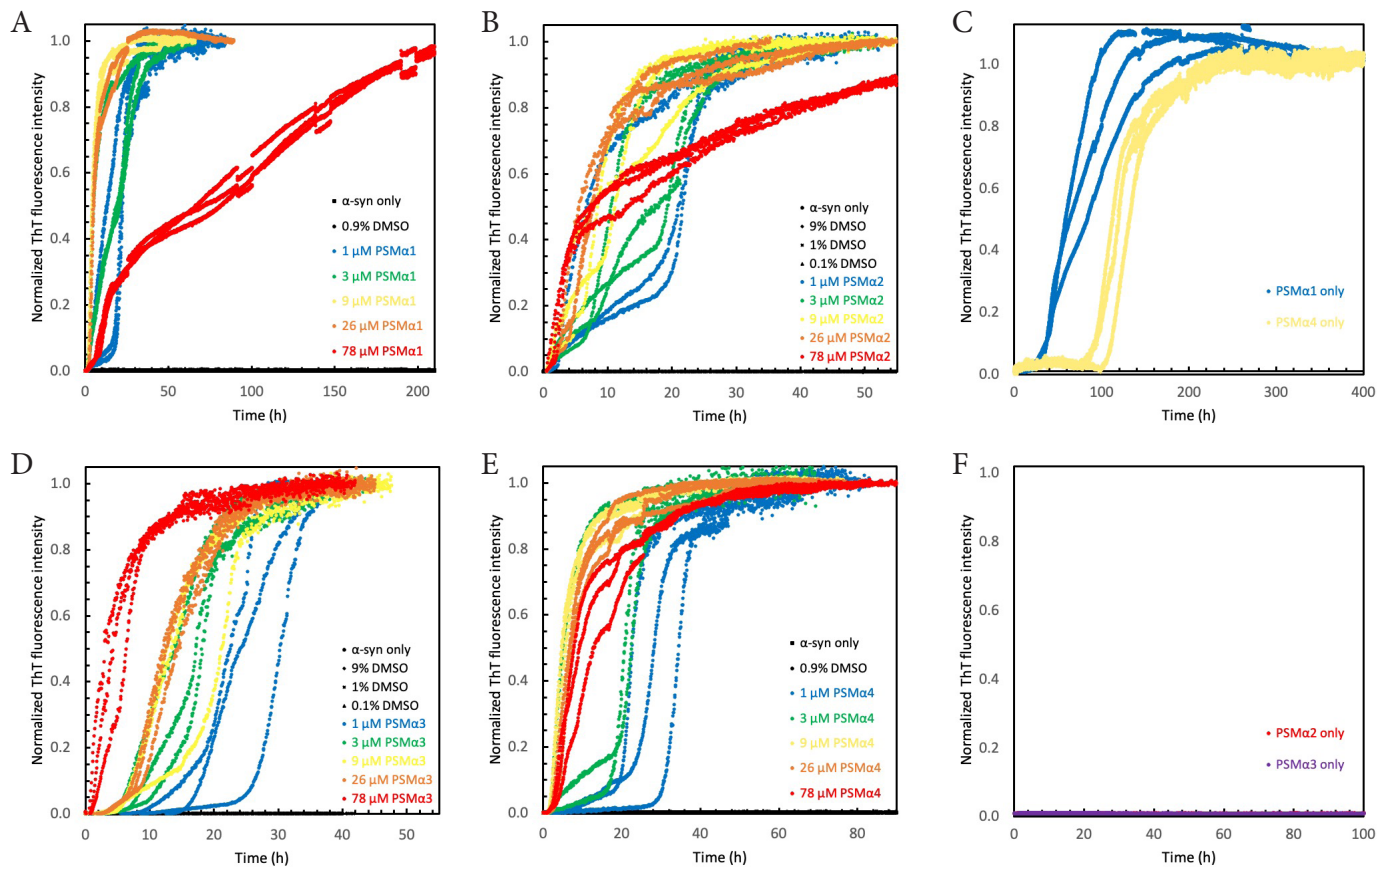 A
Normalized ThT fluorescence intensity
1.0
0.8
0.6
0.4
0.2
0.0
0
50
100
150
200
Time (h)
α-syn only
0.9% DMSO
1 μM PSMα1
3 μM PSMα1
9 μM PSMα1
26 μM PSMα1
78 μM PSMα1
B
Normalized ThT fluorescence intensity
1.0
0.8
0.6
0.4
0.2
0.0
0
10
20
30
40
50
Time (h)
α-syn only
9% DMSO
1% DMSO
0.1% DMSO
1 μM PSMα2
3 μM PSMα2
9 μM PSMα2
26 μM PSMα2
78 μM PSMα2
C
Normalized ThT fluorescence intensity
1.0
0.8
0.6
0.4
0.2
0.0
0
100
200
300
400
Time (h)
PSMα1 only
PSMα4 only
D
Normalized ThT fluorescence intensity
1.0
0.8
0.6
0.4
0.2
0.0
0
10
20
30
40
50
Time (h)
α-syn only
9% DMSO
1% DMSO
0.1% DMSO
1 μM PSMα3
3 μM PSMα3
9 μM PSMα3
26 μM PSMα3
78 μM PSMα3
E
Normalized ThT fluorescence intensity
1.0
0.8
0.6
0.4
0.2
0.0
0
20
40
60
80
Time (h)
α-syn only
0.9% DMSO
1 μM PSMα4
3 μM PSMα4
9 μM PSMα4
26 μM PSMα4
78 μM PSMα4
F
Normalized ThT fluorescence intensity
1.0
0.8
0.6
0.4
0.2
0.0
0
20
40
60
80
100
Time (h)
PSMα2 only
PSMα3 only